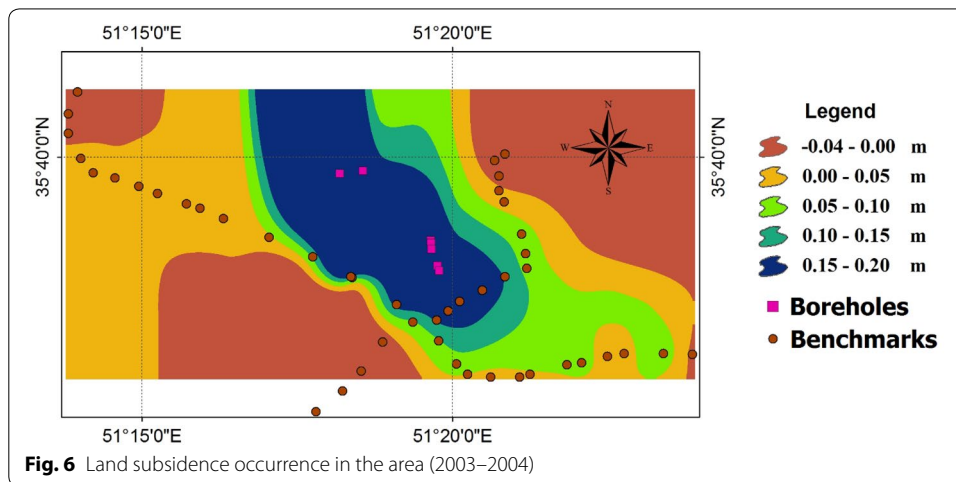 51°15'0"E 51°20'0"E
35°40'0"N 35°40'0"N
N
W E
S
Legend
-0.04 - 0.00 m
0.00 - 0.05 m
0.05 - 0.10 m
0.10 - 0.15 m
0.15 - 0.20 m
Boreholes
Benchmarks
51°15'0"E 51°20'0"E
Fig. 6 Land subsidence occurrence in the area (2003–2004)